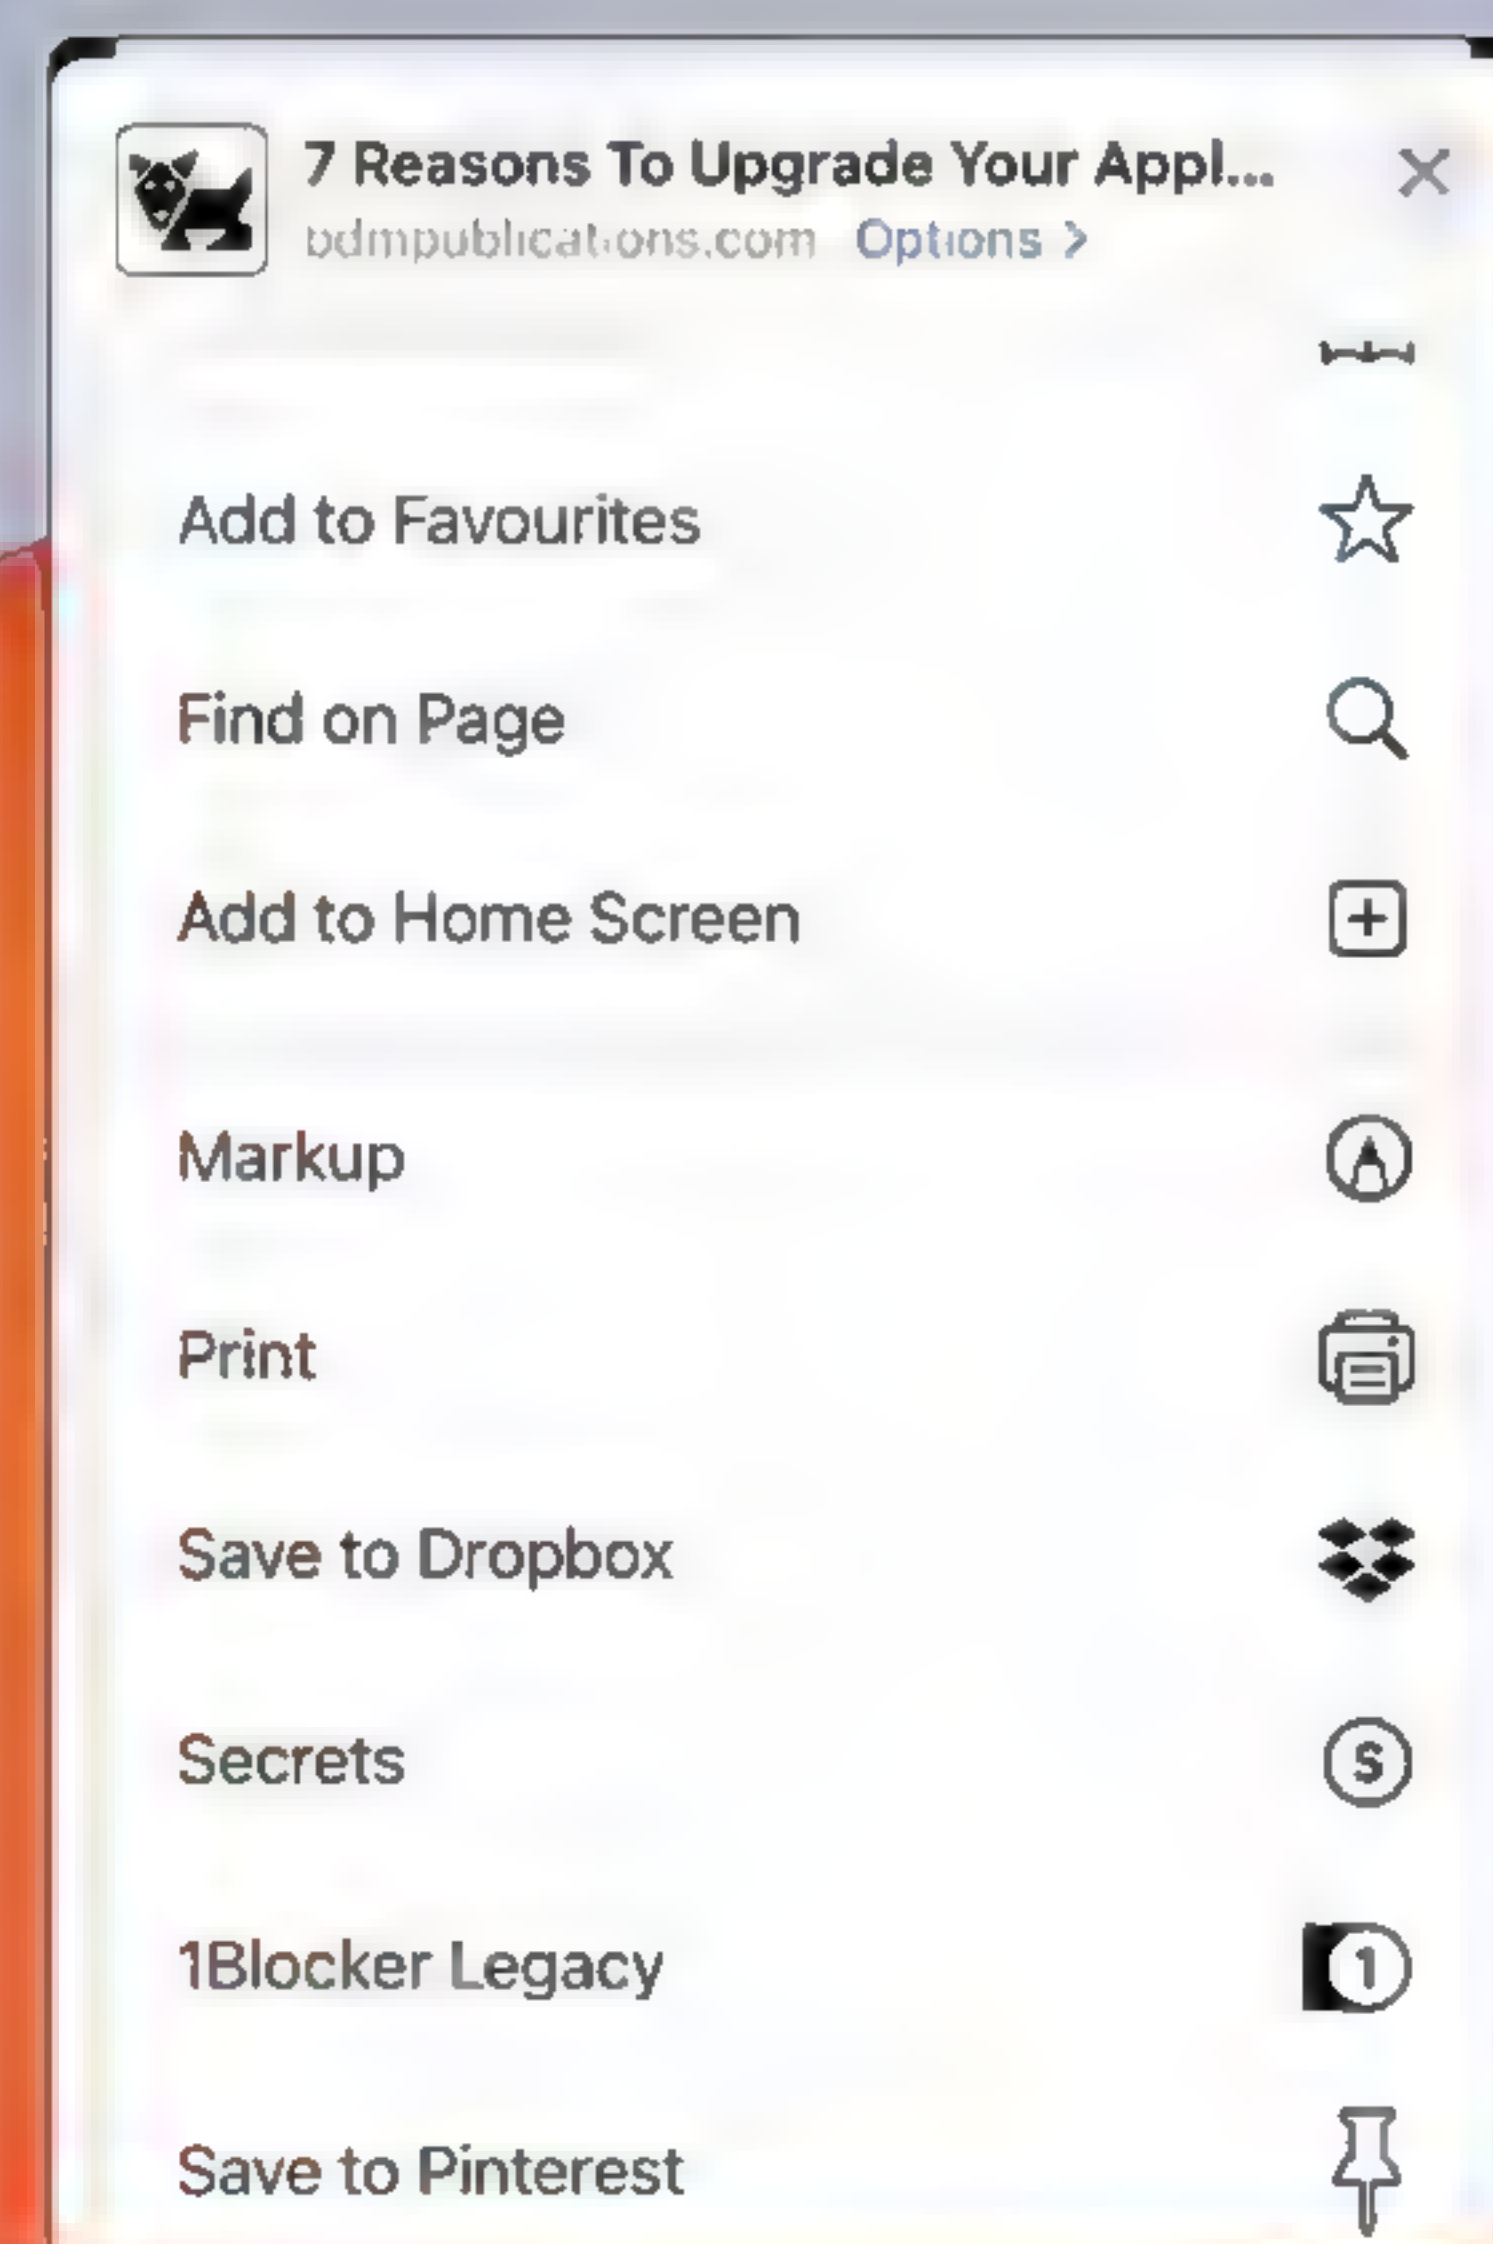 7 Reasons To Upgrade Your Appl...
bdmpublications.com Options >
Add to Favourites
Find on Page
Add to Home Screen
Markup
Print
Save to Dropbox
Secrets
S
1Blocker Legacy
1
Save to Pinterest